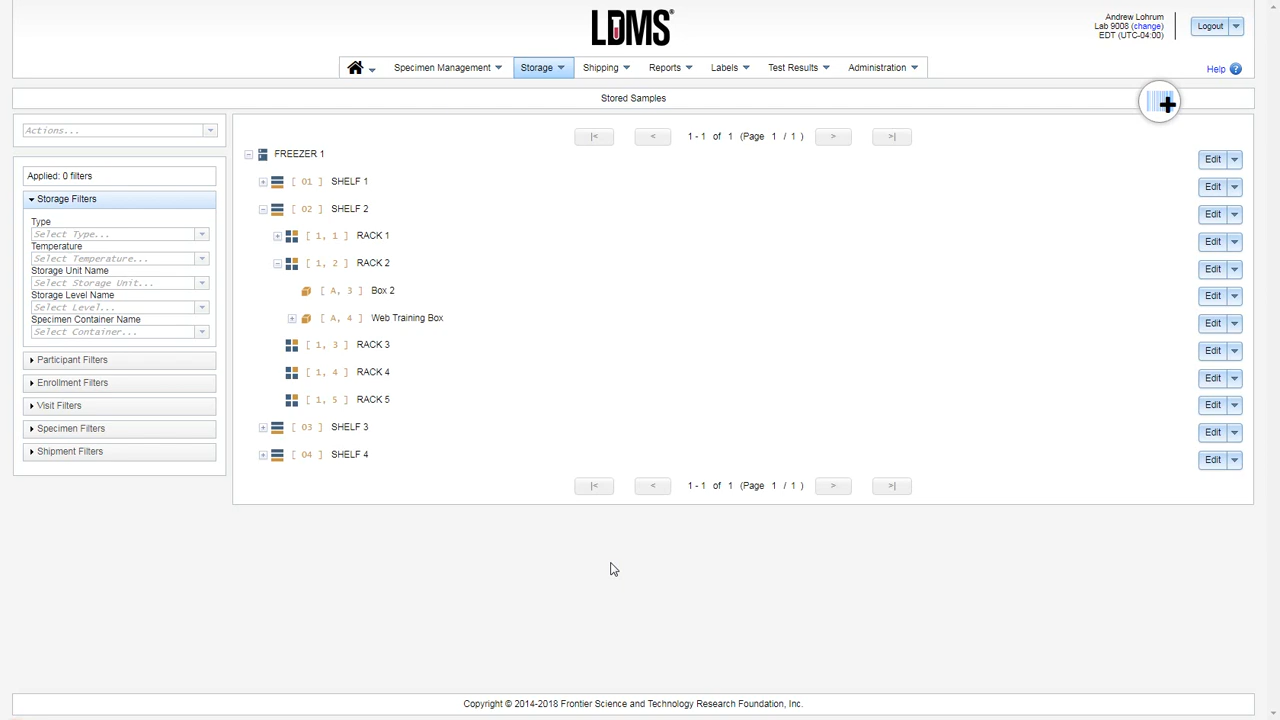 LDMS®
Andrew Lohrum
Lab 9008 (change)
EDT (UTC-04:00)
Logout
Specimen Management
Storage
Shipping
Reports
Labels
Test Results
Administration
Help ?
Stored Samples
Actions...
Applied: 0 filters
Storage Filters
Type
Select Type...
Temperature
Select Temperature...
Storage Unit Name
Select Storage Unit...
Storage Level Name
Select Level...
Specimen Container Name
Select Container...
Participant Filters
Enrollment Filters
Visit Filters
Specimen Filters
Shipment Filters
|< < 1 - 1 of 1 (Page 1 / 1 ) > >|
FREEZER 1 Edit
[ 01 ] SHELF 1 Edit
[ 02 ] SHELF 2 Edit
[ 1, 1 ] RACK 1 Edit
[ 1, 2 ] RACK 2 Edit
[ A, 3 ] Box 2 Edit
[ A, 4 ] Web Training Box Edit
[ 1, 3 ] RACK 3 Edit
[ 1, 4 ] RACK 4 Edit
[ 1, 5 ] RACK 5 Edit
[ 03 ] SHELF 3 Edit
[ 04 ] SHELF 4 Edit
|< < 1 - 1 of 1 (Page 1 / 1 ) > >|
Copyright © 2014-2018 Frontier Science and Technology Research Foundation, Inc.